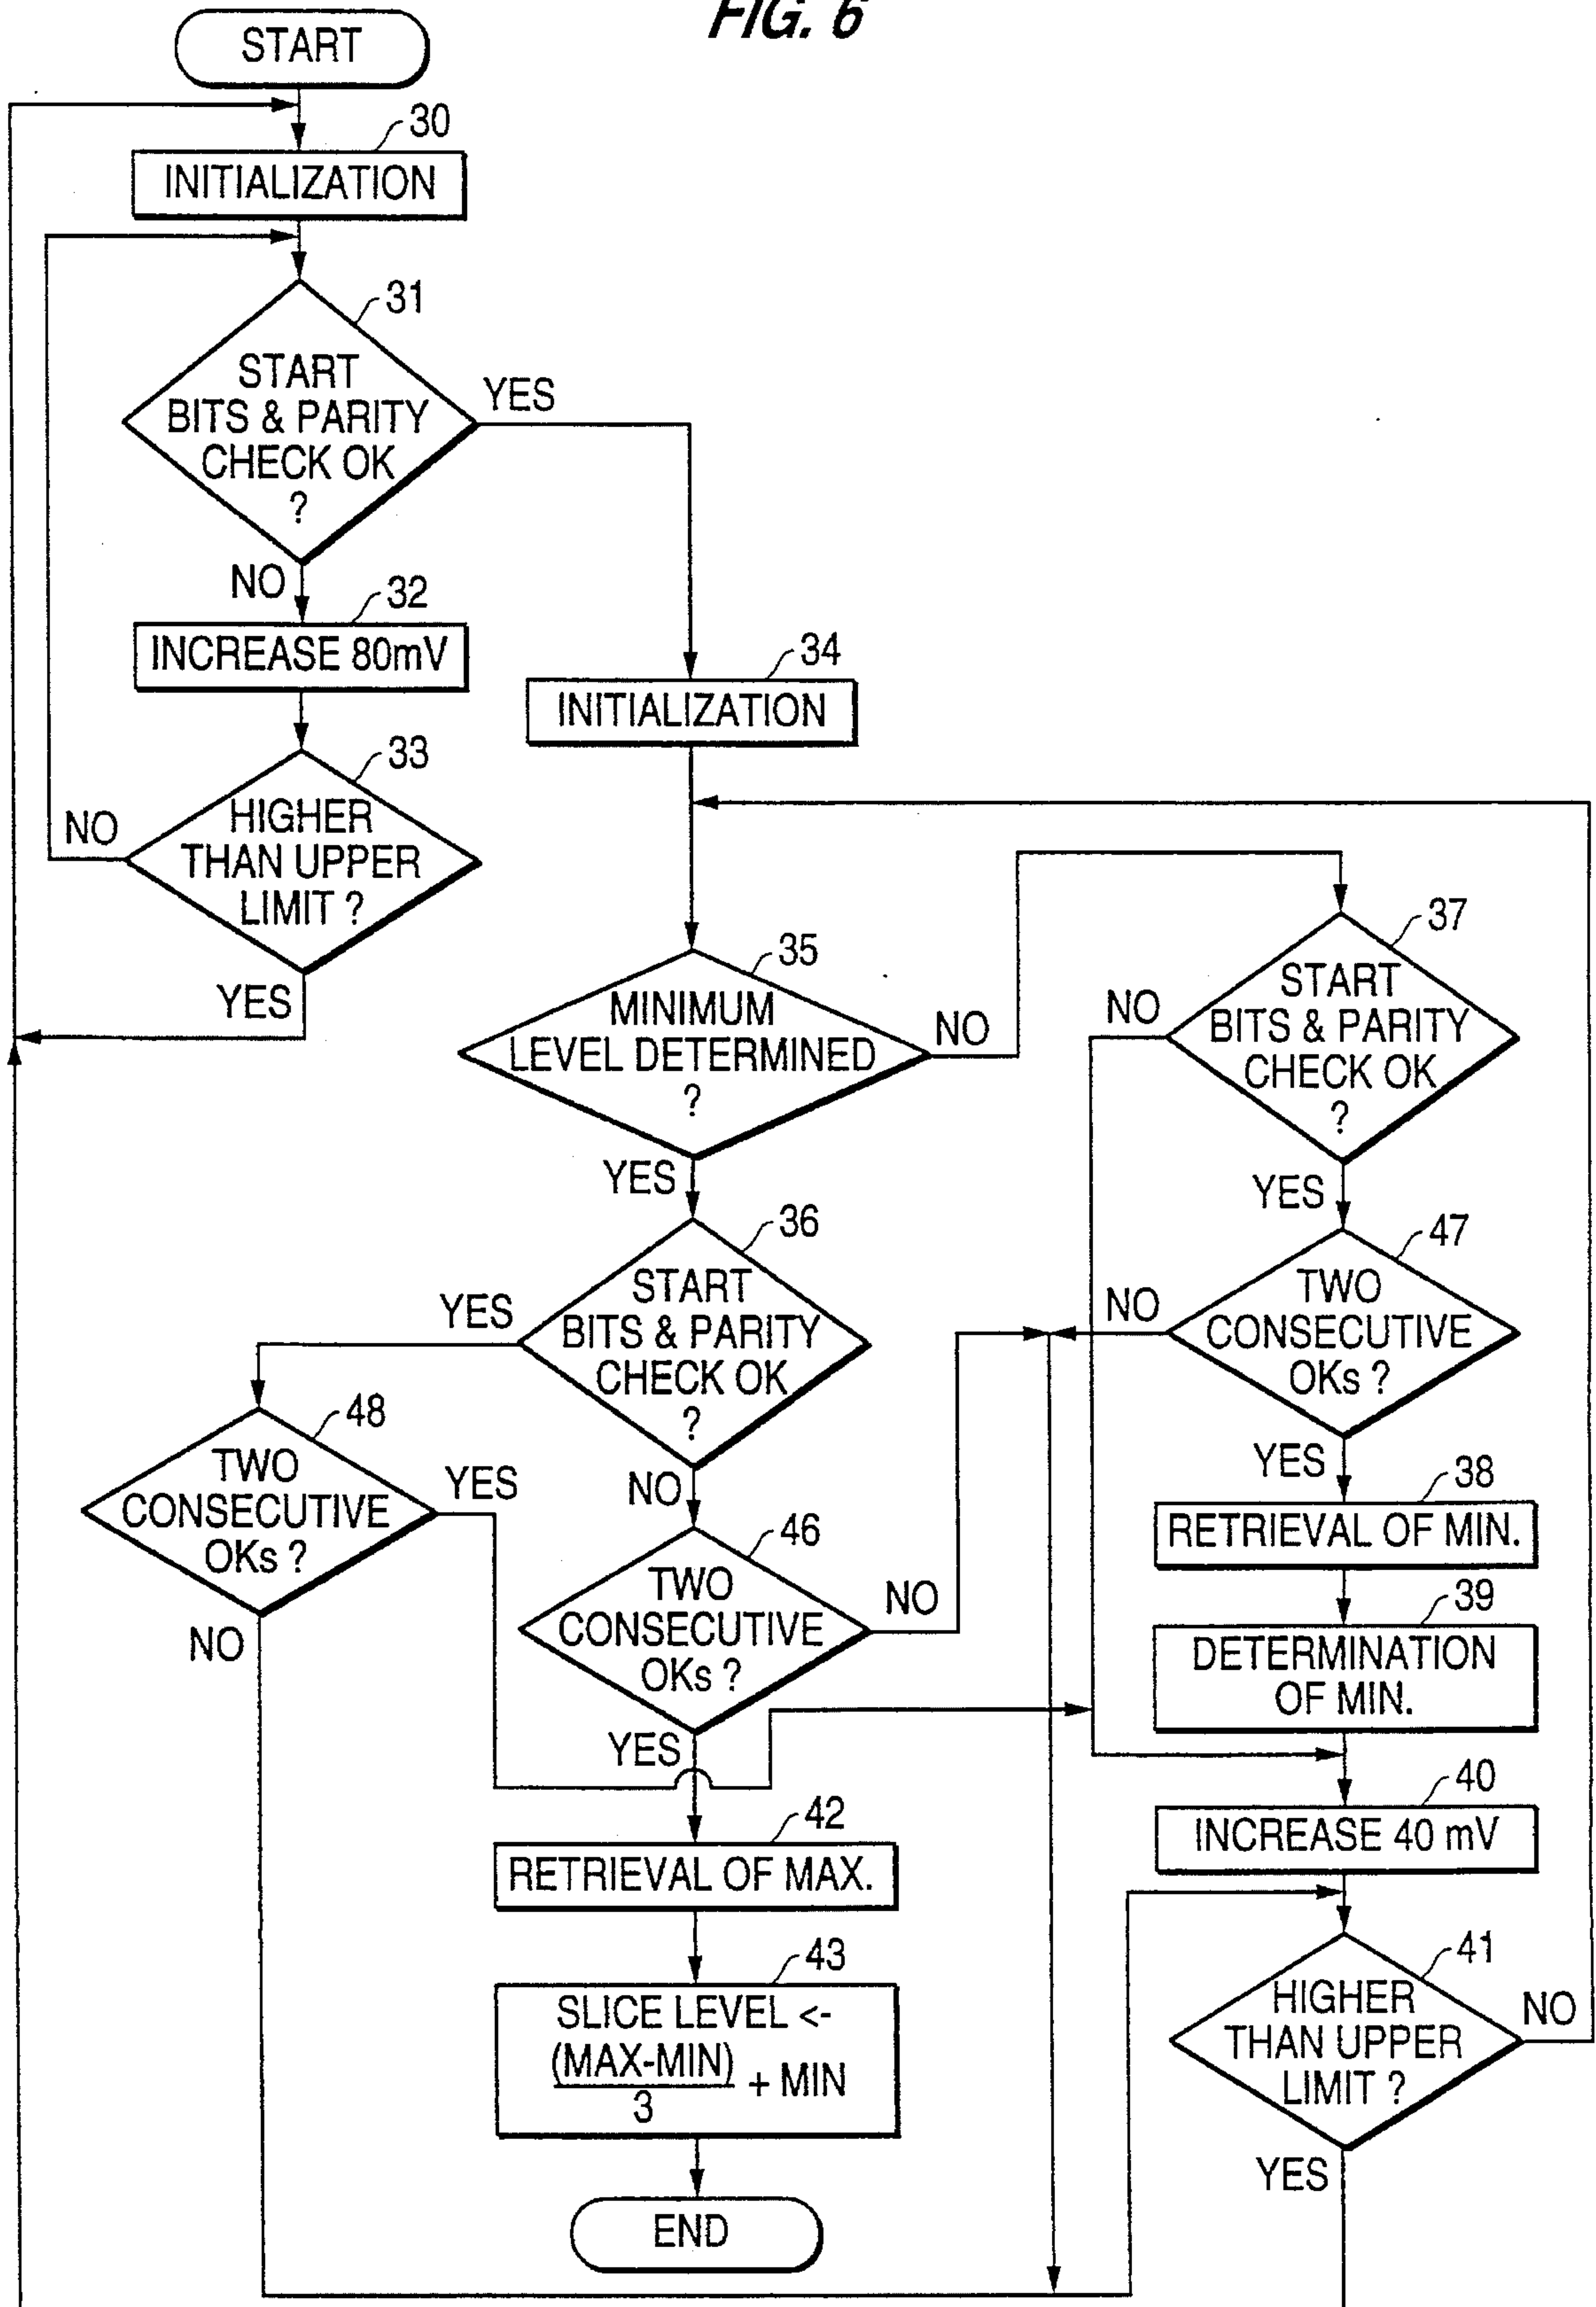 FIG. 6
START
30
INITIALIZATION
31
START
BITS & PARITY
CHECK OK
?
YES
NO
32
INCREASE 80mV
33
HIGHER
THAN UPPER
LIMIT ?
NO
YES
34
INITIALIZATION
35
MINIMUM
LEVEL DETERMINED
?
NO
YES
37
START
BITS & PARITY
CHECK OK
?
NO
YES
36
START
BITS & PARITY
CHECK OK
?
YES
NO
47
TWO
CONSECUTIVE
OKs ?
NO
YES
48
TWO
CONSECUTIVE
OKs ?
YES
NO
46
TWO
CONSECUTIVE
OKs ?
NO
YES
38
RETRIEVAL OF MIN.
39
DETERMINATION
OF MIN.
40
INCREASE 40 mV
42
RETRIEVAL OF MAX.
43
SLICE LEVEL <-
(MAX-MIN)
3
+ MIN
41
HIGHER
THAN UPPER
LIMIT ?
NO
YES
END